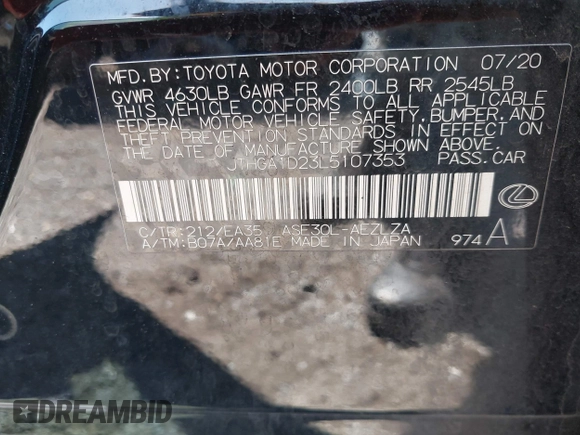 MFD. BY: TOYOTA MOTOR CORPORATION 07/20
GVWR 4630LB GAWR FR 2400LB RR 2545LB
THIS VEHICLE CONFORMS TO ALL APPLICABLE
FEDERAL MOTOR VEHICLE SAFETY, BUMPER, AND
THEFT PREVENTION STANDARDS IN EFFECT ON
THE DATE OF MANUFACTURE SHOWN ABOVE.
JTHGA1D23L5107353 PASS. CAR
C/TR: 212/EA35 ASE30L-AEZLZA
A/TM: B07A/AA81E MADE IN JAPAN 974 A
DREAMBID